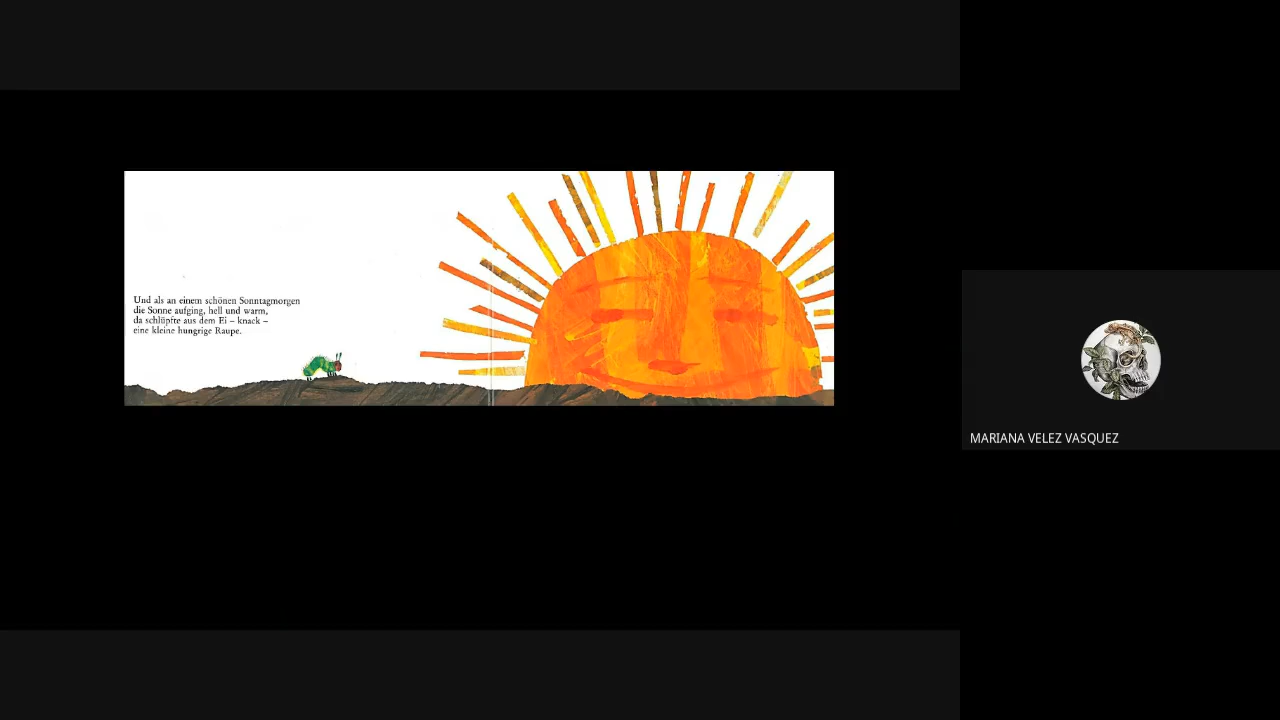 Und als an einem schönen Sonntagmorgen
die Sonne aufging, hell und warm,
da schlüpfte aus dem Ei – knack –
eine kleine hungrige Raupe.
MARIANA VELEZ VASQUEZ